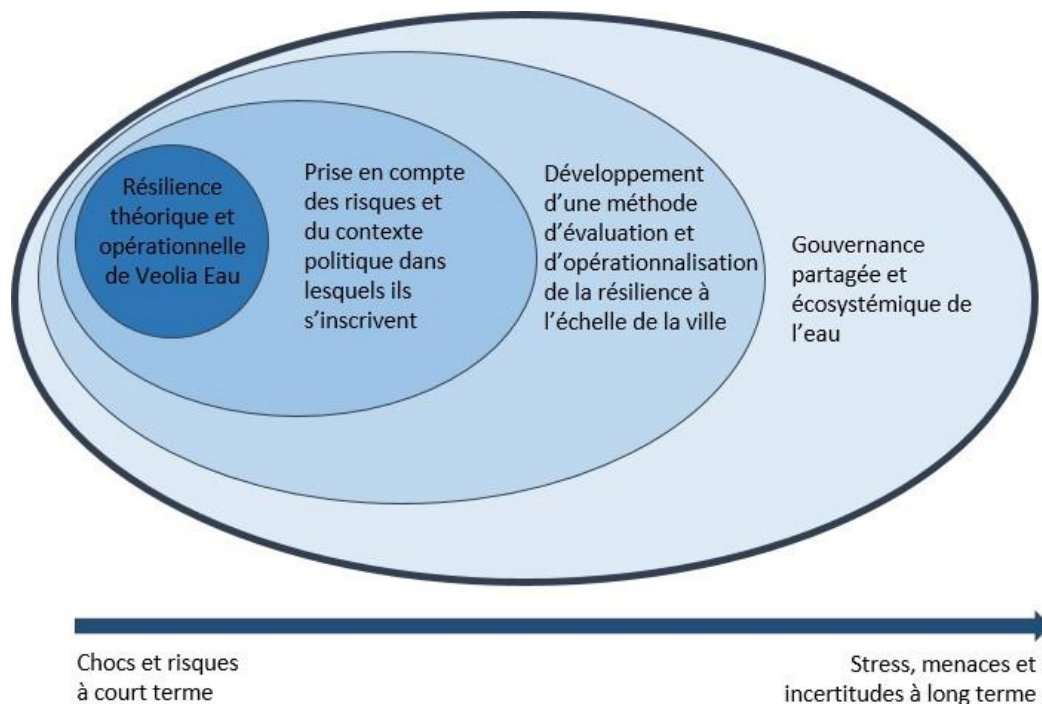 Résilience
théorique et
opérationnelle
de Veolia Eau
Prise en compte
des risques et
du contexte
politique dans
lesquels ils
s’inscrivent
Développement
d’une méthode
d’évaluation et
d’opérationnalisation
de la résilience à
l’échelle de la ville
Gouvernance
partagée et
écosystémique de
l’eau
Chocs et risques
à court terme
Stress, menaces et
incertitudes à long terme